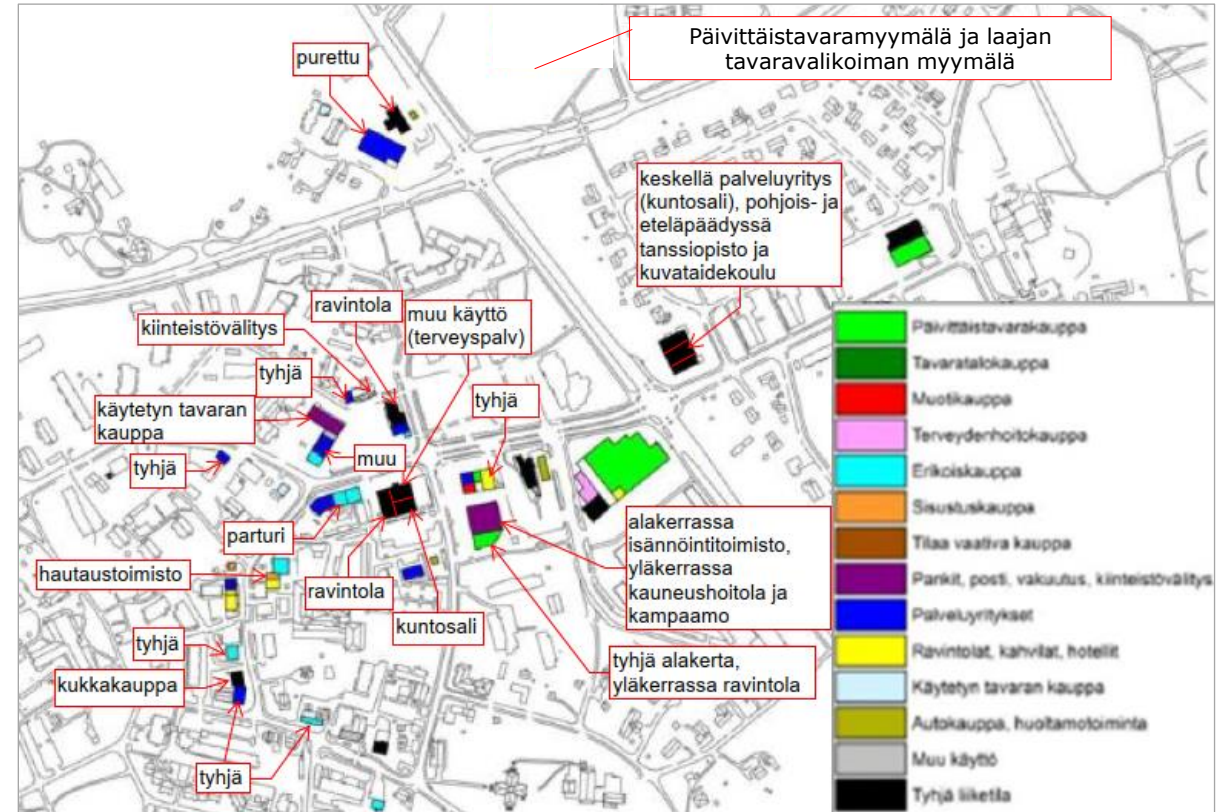 Päivittäistavaramyymälä ja laajan
tavaravalikoiman myymälä
purettu
keskellä palveluyritys
(kuntosali), pohjois- ja
eteläpäädyssä
tanssiopisto ja
kuvataidekoulu
ravintola
kiinteistövälitys
muu käyttö
(terveyspalv)
tyhjä
käytetyn tavaran
kauppa
tyhjä
tyhjä
muu
parturi
hautaustoimisto
ravintola
kuntosali
alakerrassa
isännöintitoimisto,
yläkerrassa
kauneushoitola ja
kampaamo
tyhjä
kukkakauppa
tyhjä alakerta,
yläkerrassa ravintola
tyhjä
Päivittäistavarakauppa
Tavaratalokauppa
Muotikauppa
Terveydenhoitokauppa
Erikoiskauppa
Sisustuskauppa
Tilaa vaativa kauppa
Pankit, posti, vakuutus, kiinteistövälitys
Palveluyritykset
Ravintolat, kahvilat, hotellit
Käytetyn tavaran kauppa
Autokauppa, huoltamotoiminta
Muu käyttö
Tyhjä liiketila